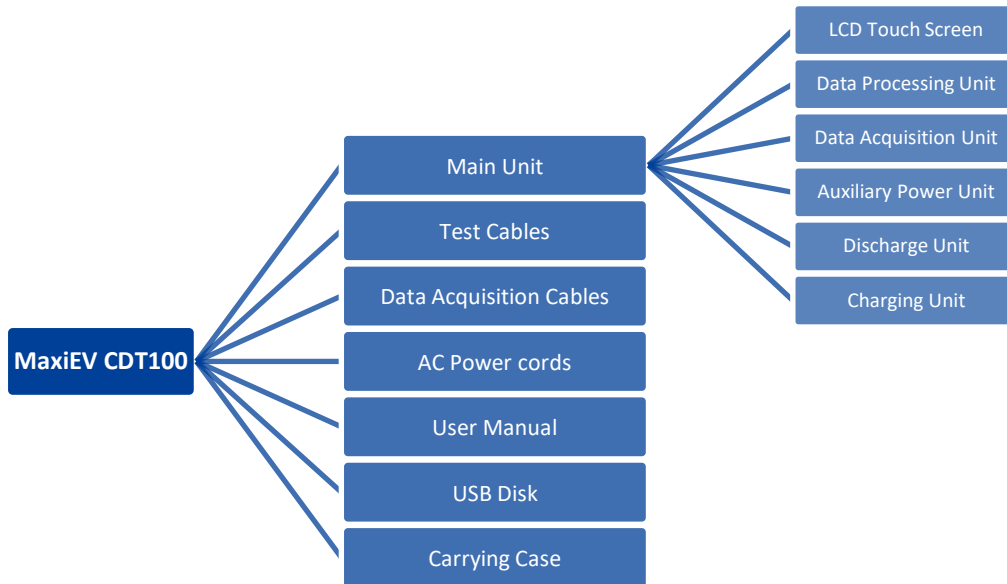 MaxiEV CDT100
Main Unit
Test Cables
Data Acquisition Cables
AC Power cords
User Manual
USB Disk
Carrying Case
LCD Touch Screen
Data Processing Unit
Data Acquisition Unit
Auxiliary Power Unit
Discharge Unit
Charging Unit